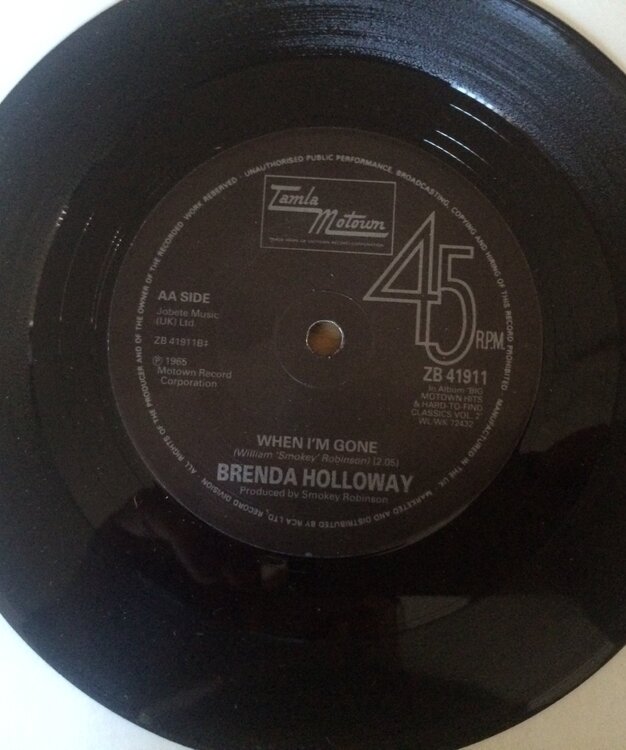 ALL RIGHTS OF THE PRODUCER AND OF THE OWNER OF THE RECORDED WORK RESERVED. UNAUTHORISED PUBLIC PERFORMANCE, BROADCASTING, COPYING AND HIRING OF THIS RECORD PROHIBITED. MANUFACTURED IN THE UK. MARKETED AND DISTRIBUTED BY RCA LTD, RECORD DIVISION
Tamla
Motown
TRADE MARK OF MOTOWN RECORD CORPORATION
45
R.P.M.
AA SIDE
Jobete Music
(UK) Ltd.
ZB 41911B‡
℗ 1965
Motown Record
Corporation
ZB 41911
In Album 'BIG
MOTOWN HITS
& HARD-TO-FIND
CLASSICS VOL. 2'
WL/WK 72432
WHEN I'M GONE
(William 'Smokey' Robinson) (2.05)
BRENDA HOLLOWAY
Produced by Smokey Robinson